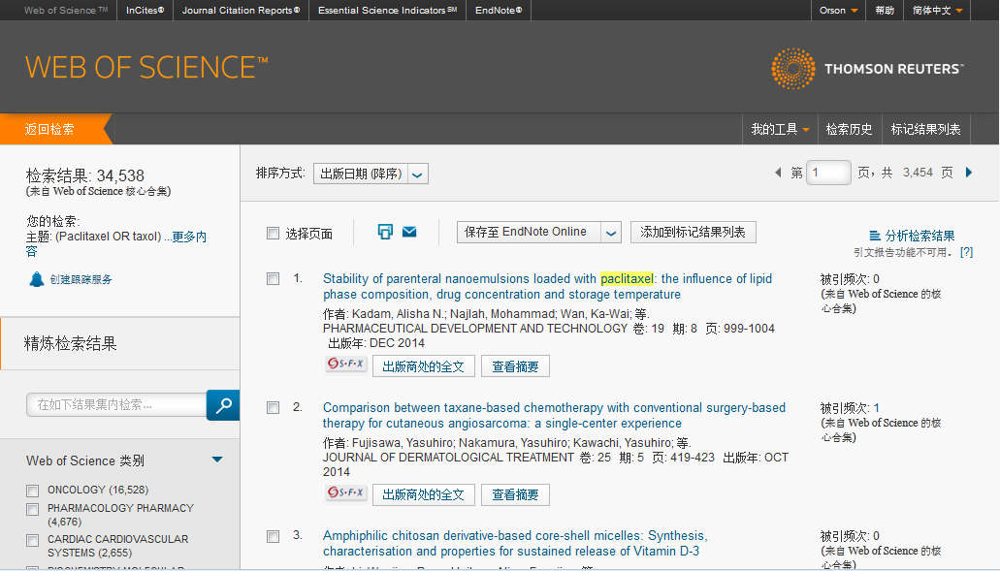 Web of Science™ InCites® Journal Citation Reports® Essential Science Indicators℠ EndNote® Orson 帮助 简体中文
WEB OF SCIENCE™
THOMSON REUTERS™
返回检索 我的工具 检索历史 标记结果列表
检索结果: 34,538
(来自 Web of Science 核心合集)
您的检索:
主题: (Paclitaxel OR taxol) ...更多内
容
创建跟踪服务
精炼检索结果
在如下结果集内检索...
Web of Science 类别
ONCOLOGY (16,528)
PHARMACOLOGY PHARMACY
(4,676)
CARDIAC CARDIOVASCULAR
SYSTEMS (2,655)
BIOCHEMISTRY MOLECULAR
排序方式: 出版日期 (降序) 第 1 页，共 3,454 页
选择页面 保存至 EndNote Online 添加到标记结果列表
分析检索结果
引文报告功能不可用。 [?]
1. Stability of parenteral nanoemulsions loaded with paclitaxel: the influence of lipid
phase composition, drug concentration and storage temperature
作者: Kadam, Alisha N.; Najlah, Mohammad; Wan, Ka-Wai; 等.
PHARMACEUTICAL DEVELOPMENT AND TECHNOLOGY 卷: 19 期: 8 页: 999-1004
出版年: DEC 2014
S·F·X 出版商处的全文 查看摘要
被引频次: 0
(来自 Web of Science 的核
心合集)
2. Comparison between taxane-based chemotherapy with conventional surgery-based
therapy for cutaneous angiosarcoma: a single-center experience
作者: Fujisawa, Yasuhiro; Nakamura, Yasuhiro; Kawachi, Yasuhiro; 等.
JOURNAL OF DERMATOLOGICAL TREATMENT 卷: 25 期: 5 页: 419-423 出版年: OCT
2014
S·F·X 出版商处的全文 查看摘要
被引频次: 1
(来自 Web of Science 的核
心合集)
3. Amphiphilic chitosan derivative-based core-shell micelles: Synthesis,
characterisation and properties for sustained release of Vitamin D-3
被引频次: 0
(来自 Web of Science 的核
心合集)